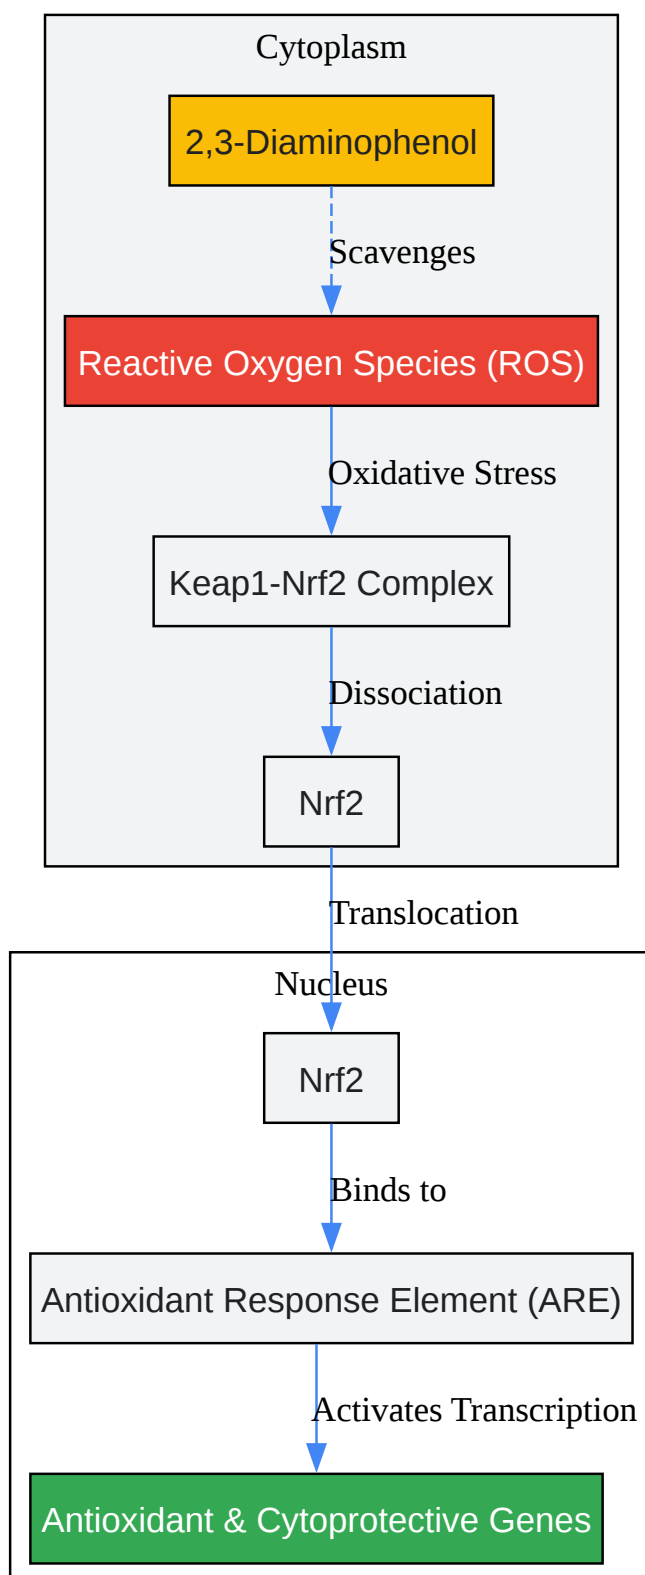 Cytoplasm
2,3-Diaminophenol
Scavenges
Reactive Oxygen Species (ROS)
Oxidative Stress
Keap1-Nrf2 Complex
Dissociation
Nrf2
Translocation
Nucleus
Nrf2
Binds to
Antioxidant Response Element (ARE)
Activates Transcription
Antioxidant & Cytoprotective Genes